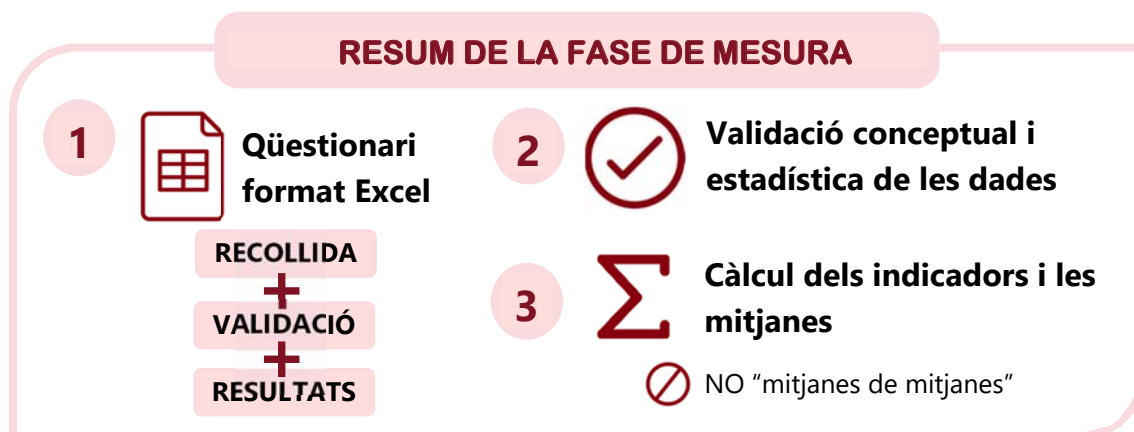 RESUM DE LA FASE DE MESURA
1
Qüestionari
format Excel
RECOLLIDA
+
VALIDACIÓ
+
RESULTATS
2
Validació conceptual i
estadística de les dades
3
Σ
Càlcul dels indicadors i les
mitjanes
NO “mitjanes de mitjanes”